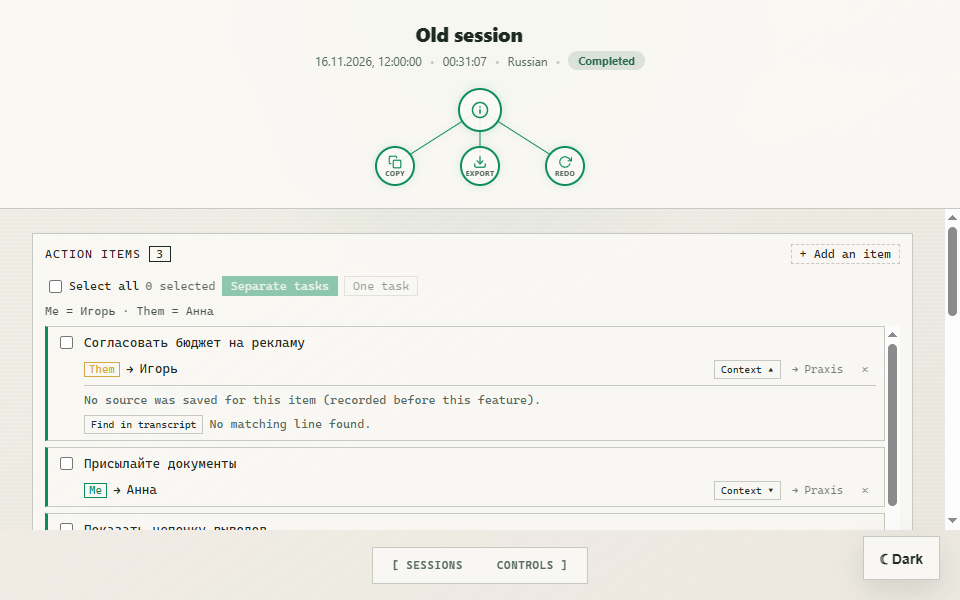 Old session
16.11.2026, 12:00:00 • 00:31:07 • Russian • Completed
COPY EXPORT REDO
ACTION ITEMS 3 + Add an item
Select all 0 selected Separate tasks One task
Me = Игорь · Them = Анна
Согласовать бюджет на рекламу
Them → Игорь Context ▴ → Praxis ×
No source was saved for this item (recorded before this feature).
Find in transcript No matching line found.
Присылайте документы
Me → Анна Context ▾ → Praxis ×
Показать цепочку выводов
[ SESSIONS CONTROLS ]
☾ Dark